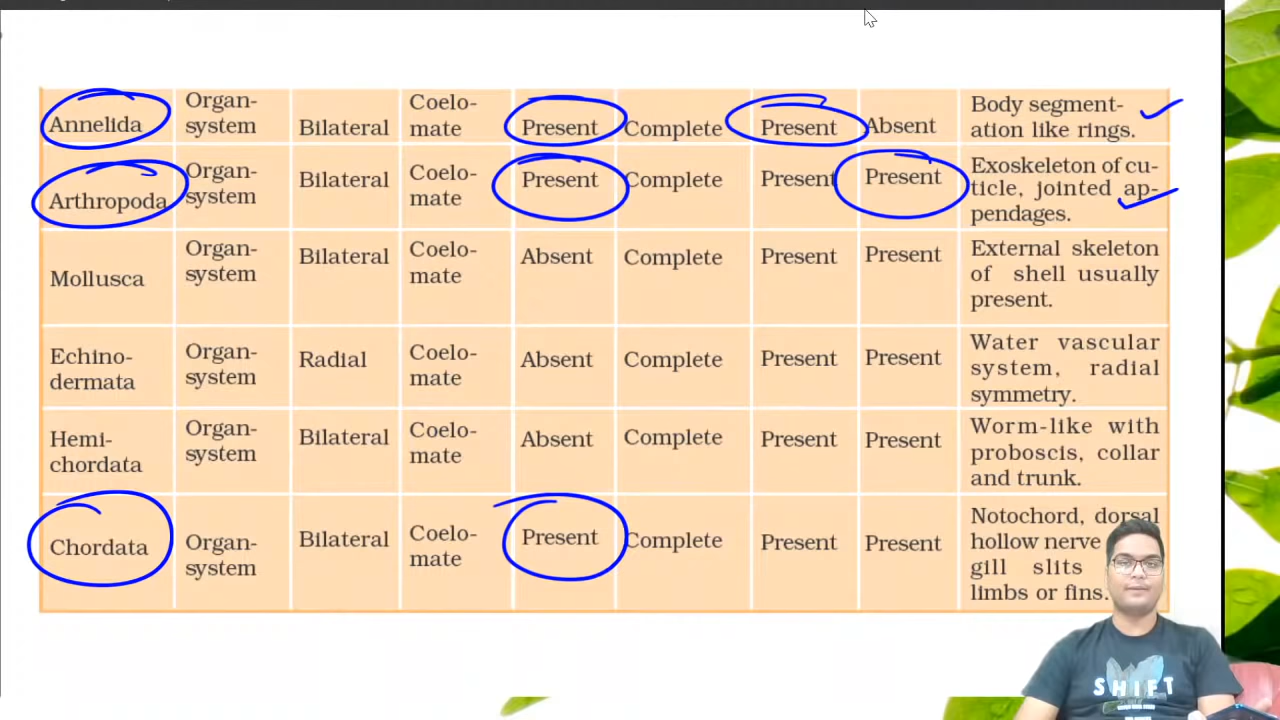 Annelida
Organ-
system
Bilateral
Coelo-
mate
Present
Complete
Present
Absent
Body segment-
ation like rings.
Arthropoda
Organ-
system
Bilateral
Coelo-
mate
Present
Complete
Present
Present
Exoskeleton of cu-
ticle, jointed ap-
pendages.
Mollusca
Organ-
system
Bilateral
Coelo-
mate
Absent
Complete
Present
Present
External skeleton
of shell usually
present.
Echino-
dermata
Organ-
system
Radial
Coelo-
mate
Absent
Complete
Present
Present
Water vascular
system, radial
symmetry.
Hemi-
chordata
Organ-
system
Bilateral
Coelo-
mate
Absent
Complete
Present
Present
Worm-like with
proboscis, collar
and trunk.
Chordata
Organ-
system
Bilateral
Coelo-
mate
Present
Complete
Present
Present
Notochord, dorsal
hollow nerve
gill slits
limbs or fins.
SHIFT